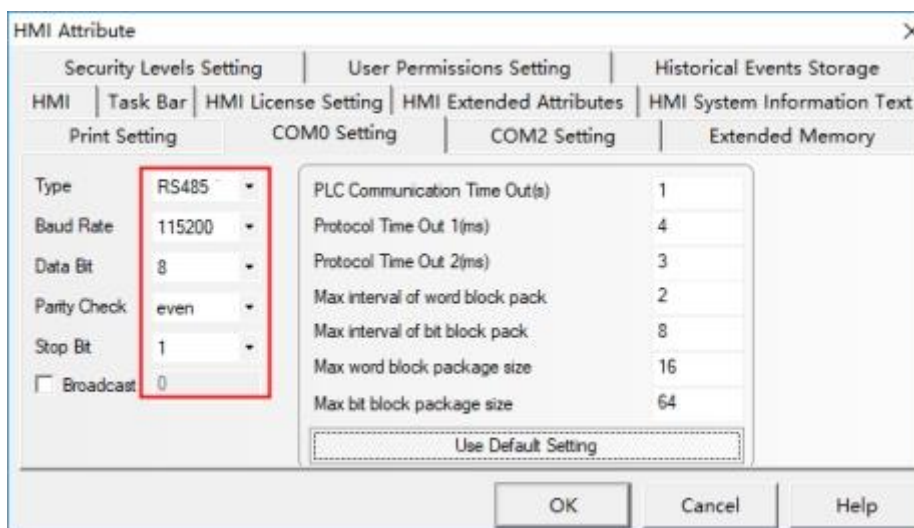 HMI Attribute
Security Levels Setting User Permissions Setting Historical Events Storage
HMI Task Bar HMI License Setting HMI Extended Attributes HMI System Information Text
Print Setting COM0 Setting COM2 Setting Extended Memory
Type RS485
Baud Rate 115200
Data Bit 8
Parity Check even
Stop Bit 1
Broadcast 0
PLC Communication Time Out(s) 1
Protocol Time Out 1(ms) 4
Protocol Time Out 2(ms) 3
Max interval of word block pack 2
Max interval of bit block pack 8
Max word block package size 16
Max bit block package size 64
Use Default Setting
OK Cancel Help